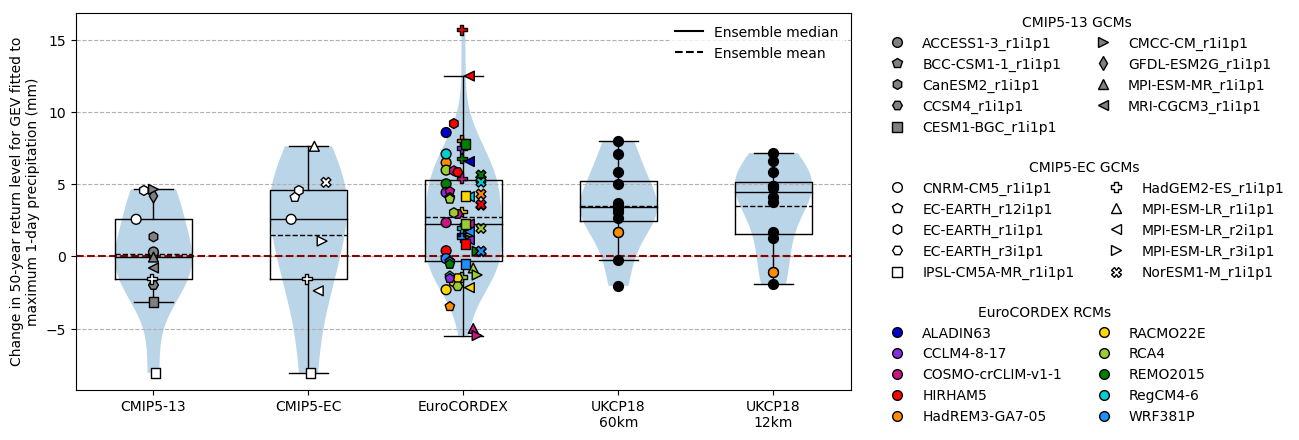 Change in 50-year return level for GEV fitted to
maximum 1-day precipitation (mm)
15
10
5
0
−5
Ensemble median
Ensemble mean
CMIP5-13
CMIP5-EC
EuroCORDEX
UKCP18
60km
UKCP18
12km
CMIP5-13 GCMs
ACCESS1-3_r1i1p1
BCC-CSM1-1_r1i1p1
CanESM2_r1i1p1
CCSM4_r1i1p1
CESM1-BGC_r1i1p1
CMCC-CM_r1i1p1
GFDL-ESM2G_r1i1p1
MPI-ESM-MR_r1i1p1
MRI-CGCM3_r1i1p1
CMIP5-EC GCMs
CNRM-CM5_r1i1p1
EC-EARTH_r12i1p1
EC-EARTH_r1i1p1
EC-EARTH_r3i1p1
IPSL-CM5A-MR_r1i1p1
HadGEM2-ES_r1i1p1
MPI-ESM-LR_r1i1p1
MPI-ESM-LR_r2i1p1
MPI-ESM-LR_r3i1p1
NorESM1-M_r1i1p1
EuroCORDEX RCMs
ALADIN63
CCLM4-8-17
COSMO-crCLIM-v1-1
HIRHAM5
HadREM3-GA7-05
RACMO22E
RCA4
REMO2015
RegCM4-6
WRF381P